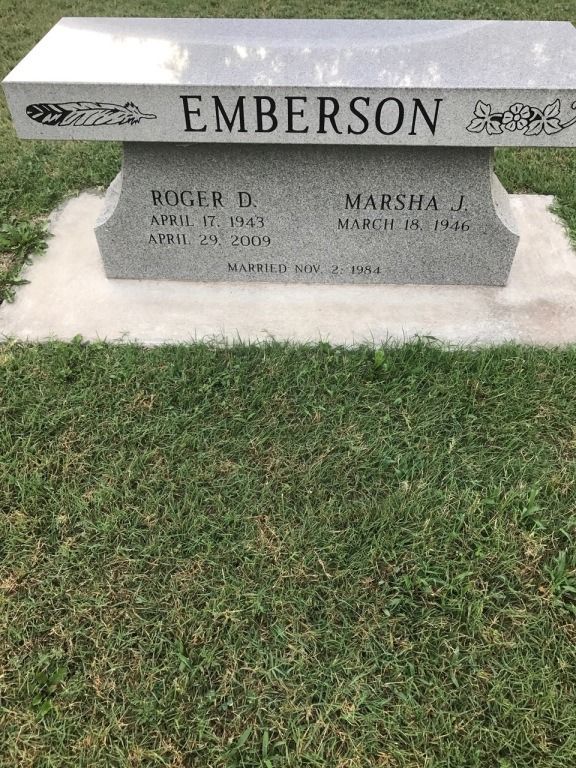 EMBERSON
ROGER D.
APRIL 17, 1943
APRIL 29, 2009
MARSHA J.
MARCH 18, 1946
MARRIED NOV. 2, 1984